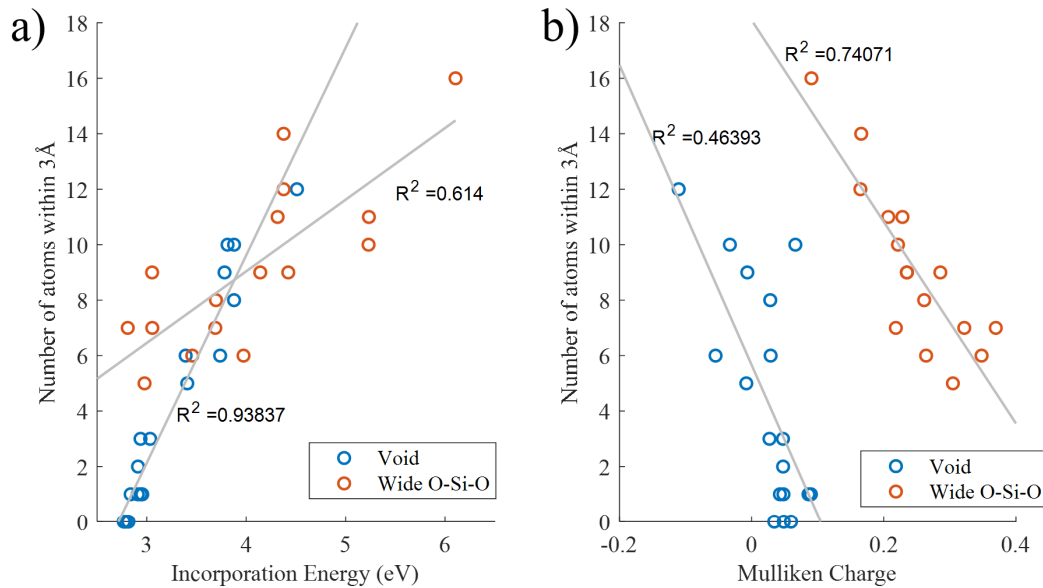 a)
18
16
14
12
10
8
6
4
2
0
Number of atoms within 3Å
R² =0.614
R² =0.93837
Void
Wide O-Si-O
3
4
5
6
Incorporation Energy (eV)
b)
18
16
14
12
10
8
6
4
2
0
Number of atoms within 3Å
R² =0.74071
R² =0.46393
Void
Wide O-Si-O
-0.2
0
0.2
0.4
Mulliken Charge